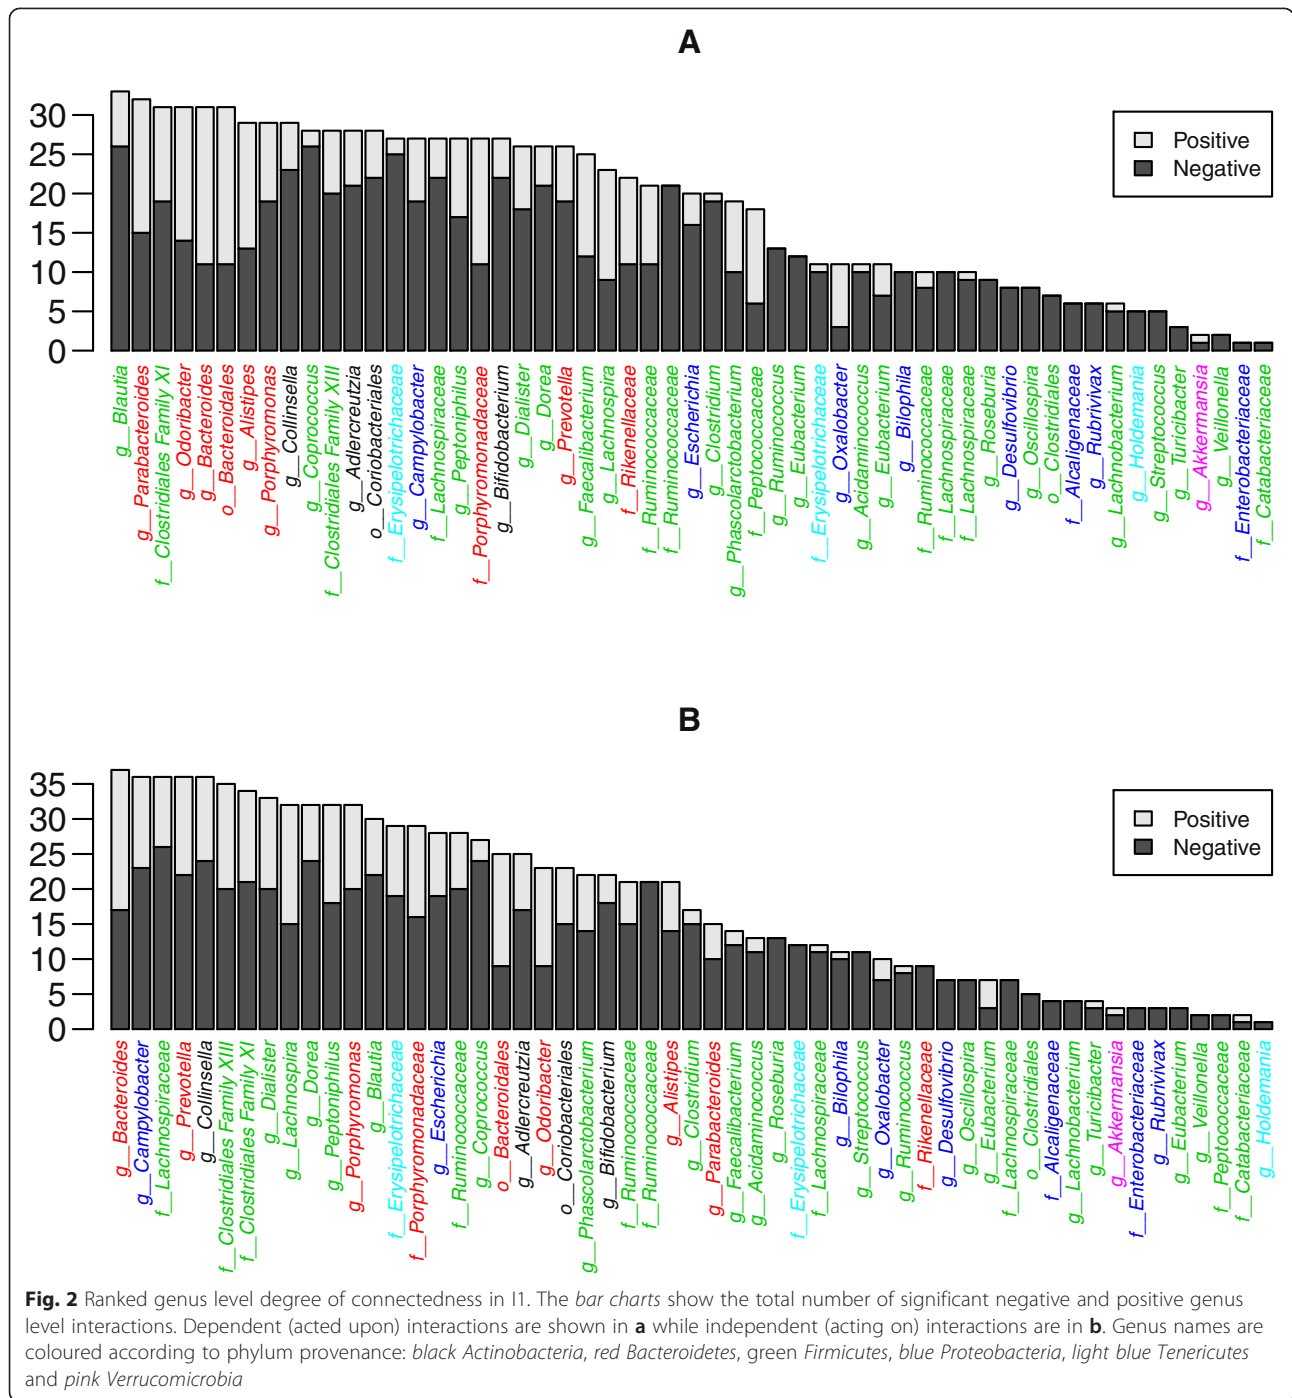 A
30
25
20
15
10
5
0
Positive
Negative
g__Blautia
g__Parabacteroides
f__Clostridiales Family XI
g__Odoribacter
g__Bacteroides
o__Bacteroidales
g__Alistipes
g__Porphyromonas
g__Collinsella
g__Coprococcus
f__Clostridiales Family XIII
g__Adlercreutzia
o__Coriobacteriales
f__Erysipelotrichaceae
g__Campylobacter
f__Lachnospiraceae
g__Peptoniphilus
f__Porphyromonadaceae
g__Bifidobacterium
g__Dialister
g__Dorea
g__Prevotella
g__Faecalibacterium
g__Lachnospira
f__Rikenellaceae
f__Ruminococcaceae
f__Ruminococcaceae
g__Escherichia
g__Clostridium
g__Phascolarctobacterium
f__Peptococcaceae
g__Ruminococcus
g__Eubacterium
f__Erysipelotrichaceae
g__Oxalobacter
g__Acidaminococcus
g__Eubacterium
g__Bilophila
f__Ruminococcaceae
f__Lachnospiraceae
f__Lachnospiraceae
g__Roseburia
g__Desulfovibrio
g__Oscillospira
o__Clostridiales
f__Alcaligenaceae
g__Rubrivivax
g__Lachnobacterium
g__Holdemania
g__Streptococcus
g__Turicibacter
g__Akkermansia
g__Veillonella
f__Enterobacteriaceae
f__Catabacteriaceae
B
35
30
25
20
15
10
5
0
Positive
Negative
g__Bacteroides
g__Campylobacter
f__Lachnospiraceae
g__Prevotella
g__Collinsella
f__Clostridiales Family XIII
f__Clostridiales Family XI
g__Dialister
g__Lachnospira
g__Dorea
g__Peptoniphilus
g__Porphyromonas
g__Blautia
f__Erysipelotrichaceae
f__Porphyromonadaceae
g__Escherichia
f__Ruminococcaceae
g__Coprococcus
o__Bacteroidales
g__Adlercreutzia
g__Odoribacter
o__Coriobacteriales
g__Phascolarctobacterium
g__Bifidobacterium
f__Ruminococcaceae
f__Ruminococcaceae
g__Alistipes
g__Clostridium
g__Parabacteroides
g__Faecalibacterium
g__Acidaminococcus
g__Roseburia
f__Erysipelotrichaceae
f__Lachnospiraceae
g__Bilophila
g__Streptococcus
g__Oxalobacter
g__Ruminococcus
f__Rikenellaceae
g__Desulfovibrio
g__Oscillospira
g__Eubacterium
f__Lachnospiraceae
o__Clostridiales
f__Alcaligenaceae
g__Lachnobacterium
g__Turicibacter
g__Akkermansia
f__Enterobacteriaceae
g__Rubrivivax
g__Eubacterium
g__Veillonella
f__Peptococcaceae
f__Catabacteriaceae
g__Holdemania
Fig. 2 Ranked genus level degree of connectedness in I1. The bar charts show the total number of significant negative and positive genus
level interactions. Dependent (acted upon) interactions are shown in a while independent (acting on) interactions are in b. Genus names are
coloured according to phylum provenance: black Actinobacteria, red Bacteroidetes, green Firmicutes, blue Proteobacteria, light blue Tenericutes
and pink Verrucomicrobia